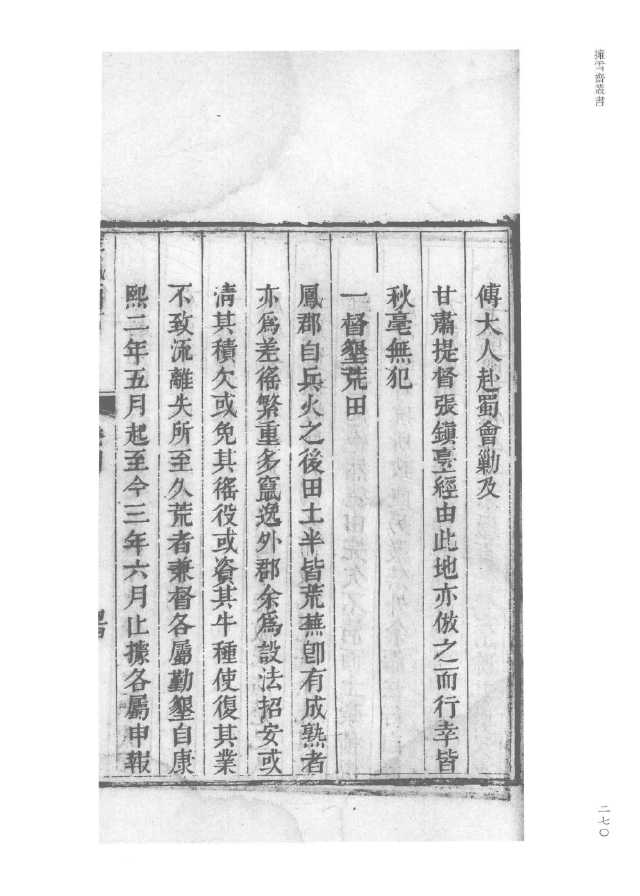 擁雪齋叢書
傅大人赴蜀會勦及
甘肅提督張鎮臺經由此地亦倣之而行幸皆
秋毫無犯
一督墾荒田
鳳郡自兵火之後田土半皆荒蕪卽有成熟者
亦爲差徭繁重多竄逸外郡余爲設法招安或
清其積欠或免其徭役或資其牛種使復其業
不致流離失所至久荒者兼督各屬勤墾自康
熙二年五月起至今三年六月止據各屬申報
二七〇